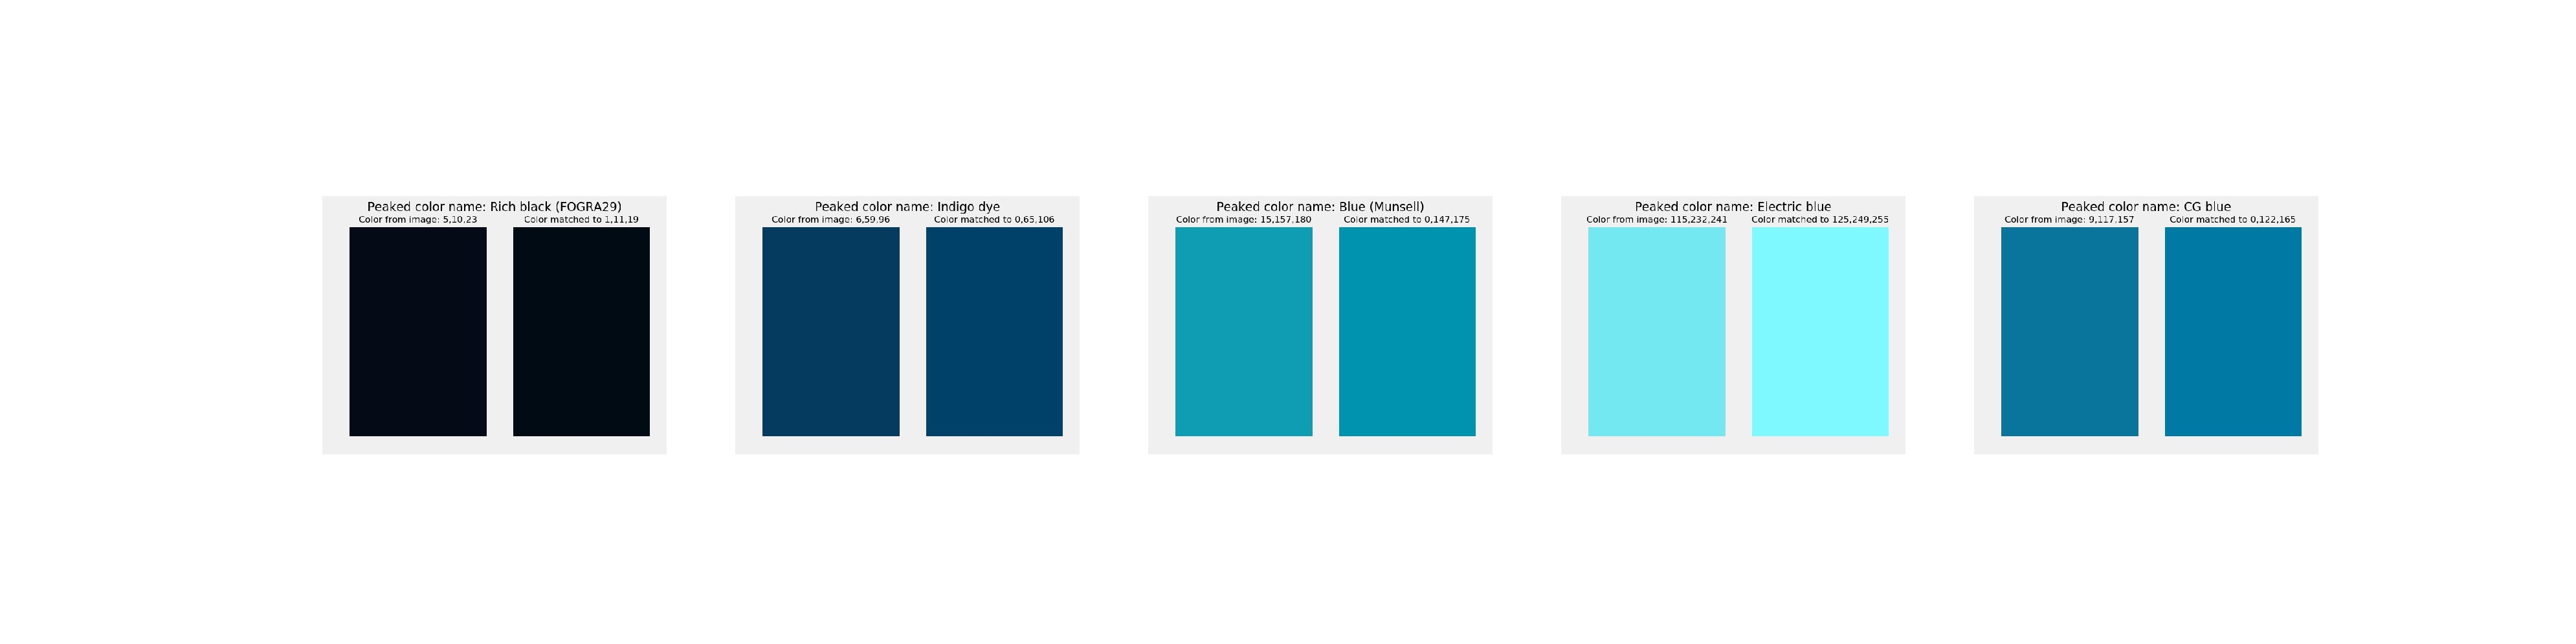 Peaked color name: Rich black (FOGRA29)
Color from image: 5,10,23
Color matched to 1,11,19
Peaked color name: Indigo dye
Color from image: 6,59,96
Color matched to 0,65,106
Peaked color name: Blue (Munsell)
Color from image: 15,157,180
Color matched to 0,147,175
Peaked color name: Electric blue
Color from image: 115,232,241
Color matched to 125,249,255
Peaked color name: CG blue
Color from image: 9,117,157
Color matched to 0,122,165